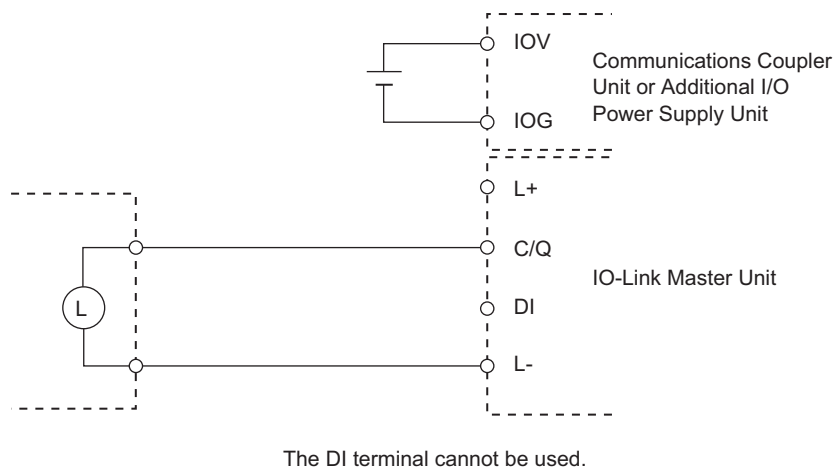 IOV
Communications Coupler
Unit or Additional I/O
Power Supply Unit
IOG
L+
C/Q
IO-Link Master Unit
L
DI
L-
The DI terminal cannot be used.